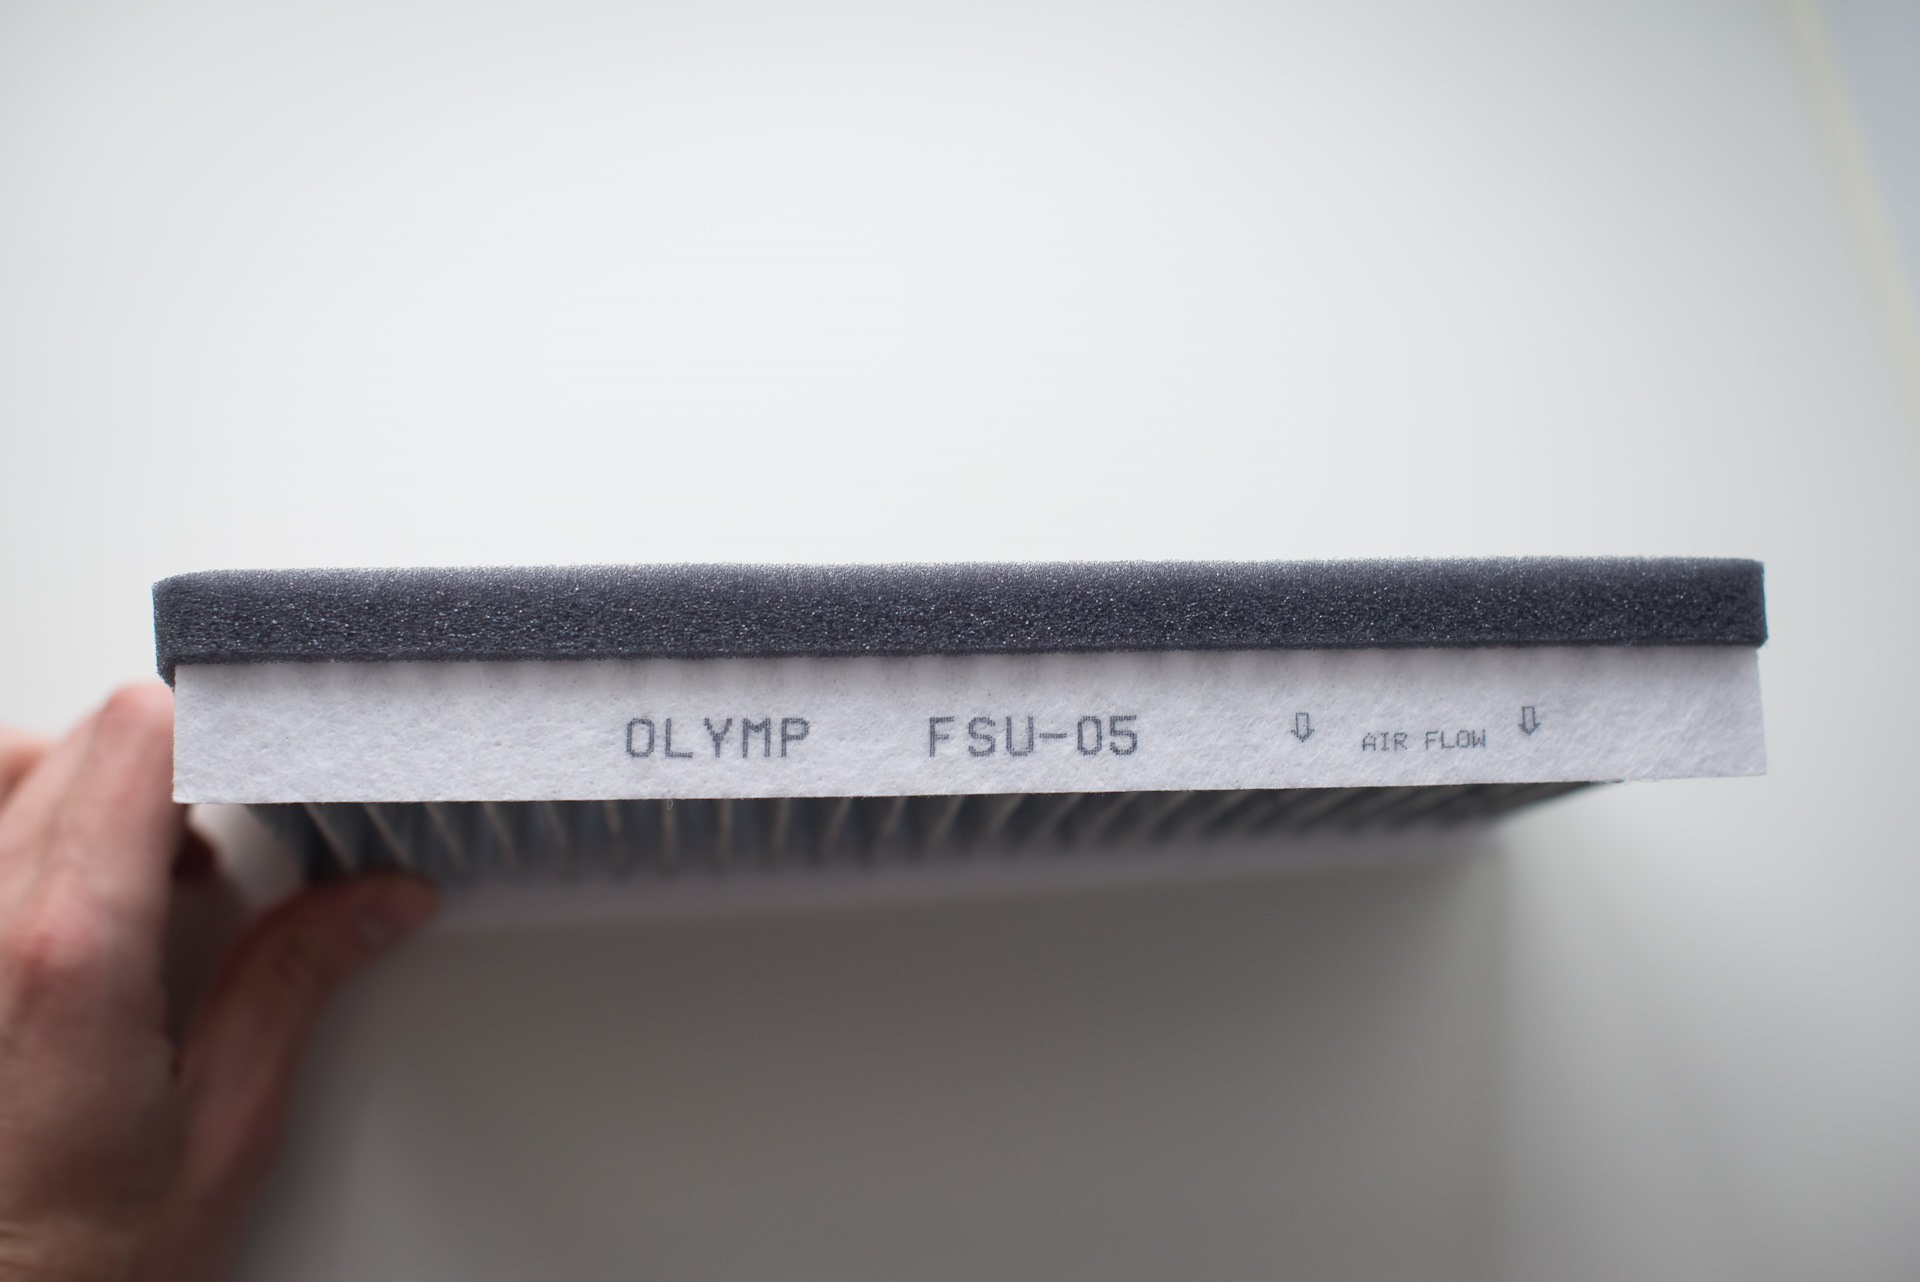 OLYMP FSU-05 ⇩ AIR FLOW ⇩